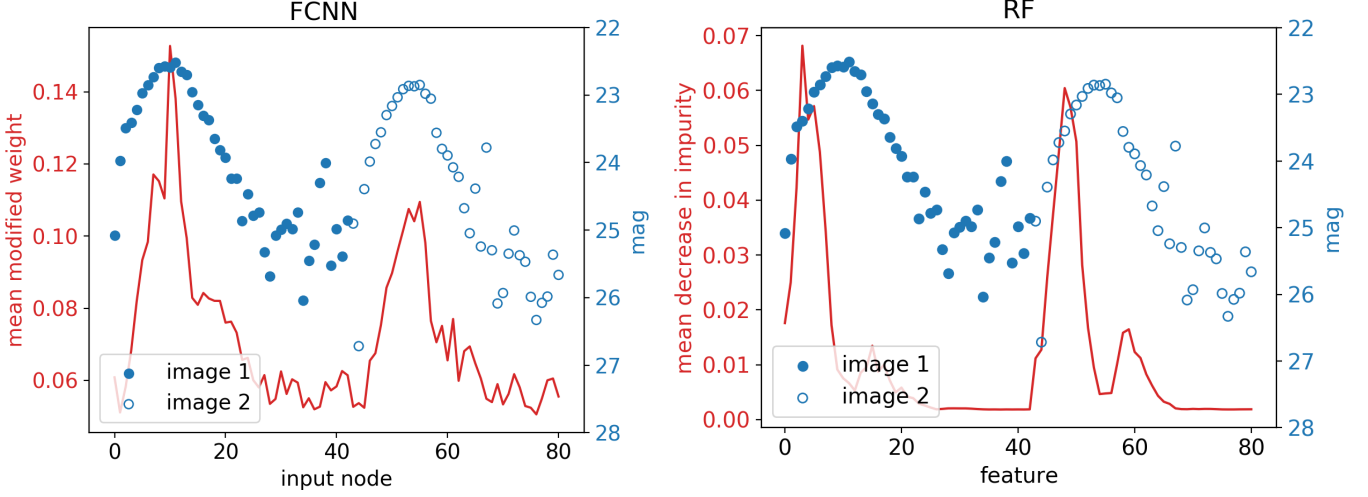 FCNN
mean modified weight
0.14
0.12
0.10
0.08
0.06
22
23
24
25
26
27
28
mag
image 1
image 2
0 20 40 60 80
input node
RF
mean decrease in impurity
0.07
0.06
0.05
0.04
0.03
0.02
0.01
0.00
22
23
24
25
26
27
28
mag
image 1
image 2
0 20 40 60 80
feature